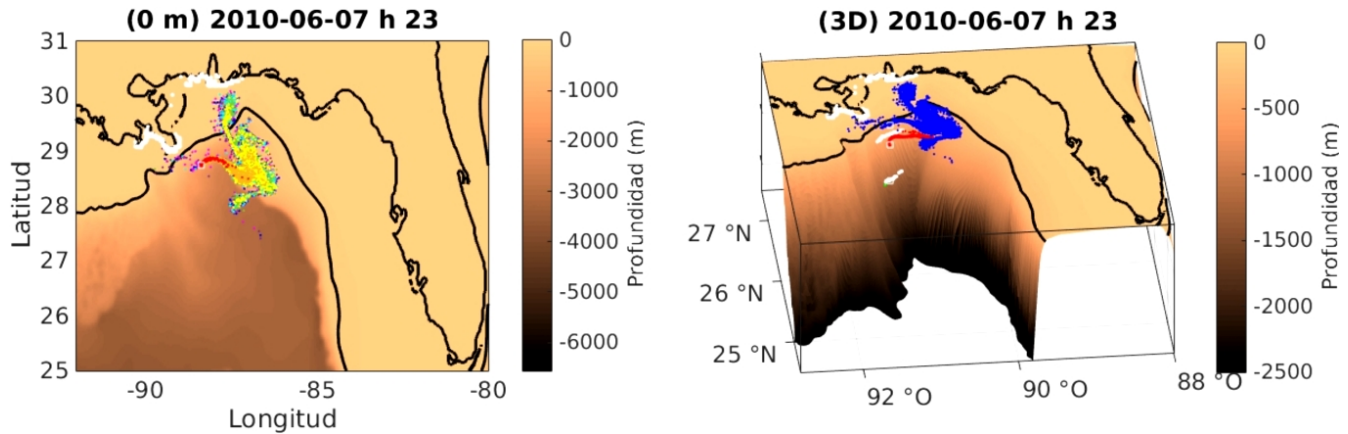 (0 m) 2010-06-07 h 23
31
30
29
28
27
26
25
Latitud
-90
-85
-80
Longitud
0
-1000
-2000
-3000
-4000
-5000
-6000
Profundidad (m)
(3D) 2010-06-07 h 23
27 °N
26 °N
25 °N
92 °O
90 °O
88 °O
0
-500
-1000
-1500
-2000
-2500
Profundidad (m)